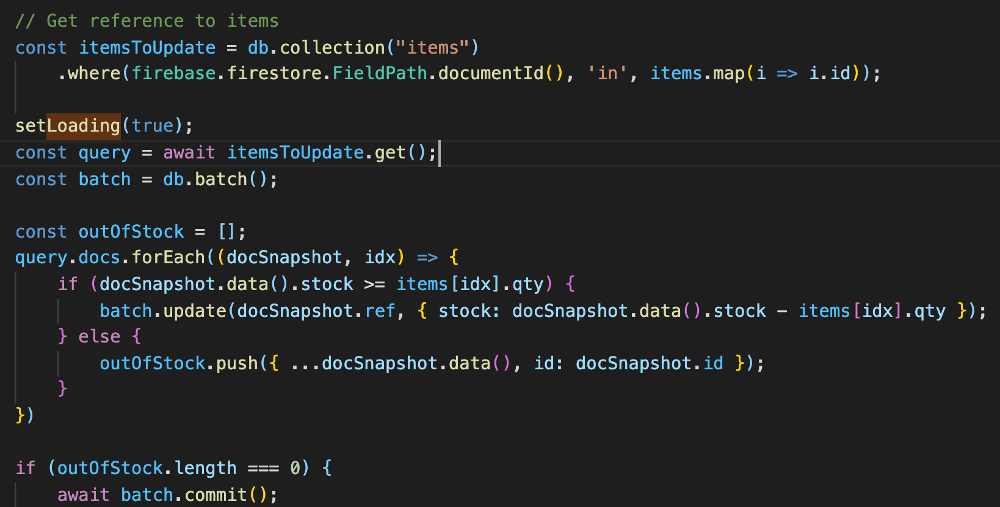 // Get reference to items
const itemsToUpdate = db.collection("items")
    .where(firebase.firestore.FieldPath.documentId(), 'in', items.map(i => i.id));

setLoading(true);
const query = await itemsToUpdate.get();
const batch = db.batch();

const outOfStock = [];
query.docs.forEach((docSnapshot, idx) => {
    if (docSnapshot.data().stock >= items[idx].qty) {
        batch.update(docSnapshot.ref, { stock: docSnapshot.data().stock - items[idx].qty });
    } else {
        outOfStock.push({ ...docSnapshot.data(), id: docSnapshot.id });
    }
})

if (outOfStock.length === 0) {
    await batch.commit();